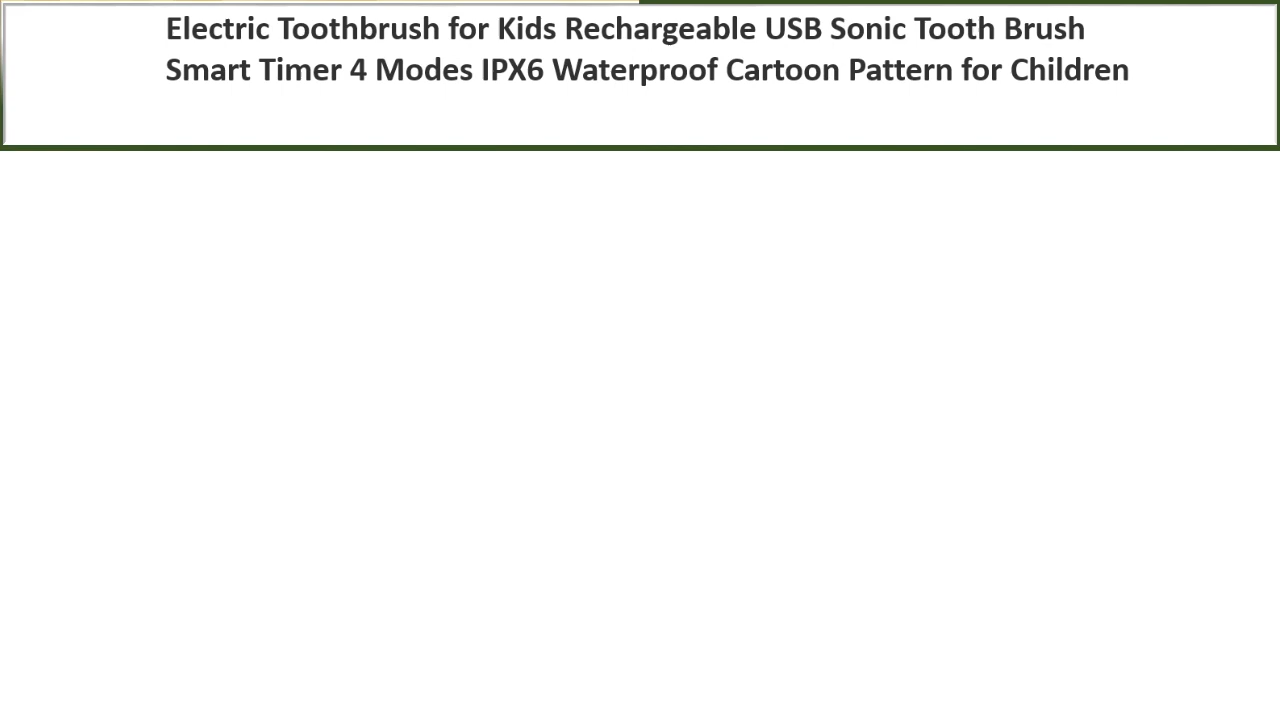 Electric Toothbrush for Kids Rechargeable USB Sonic Tooth Brush
Smart Timer 4 Modes IPX6 Waterproof Cartoon Pattern for Children